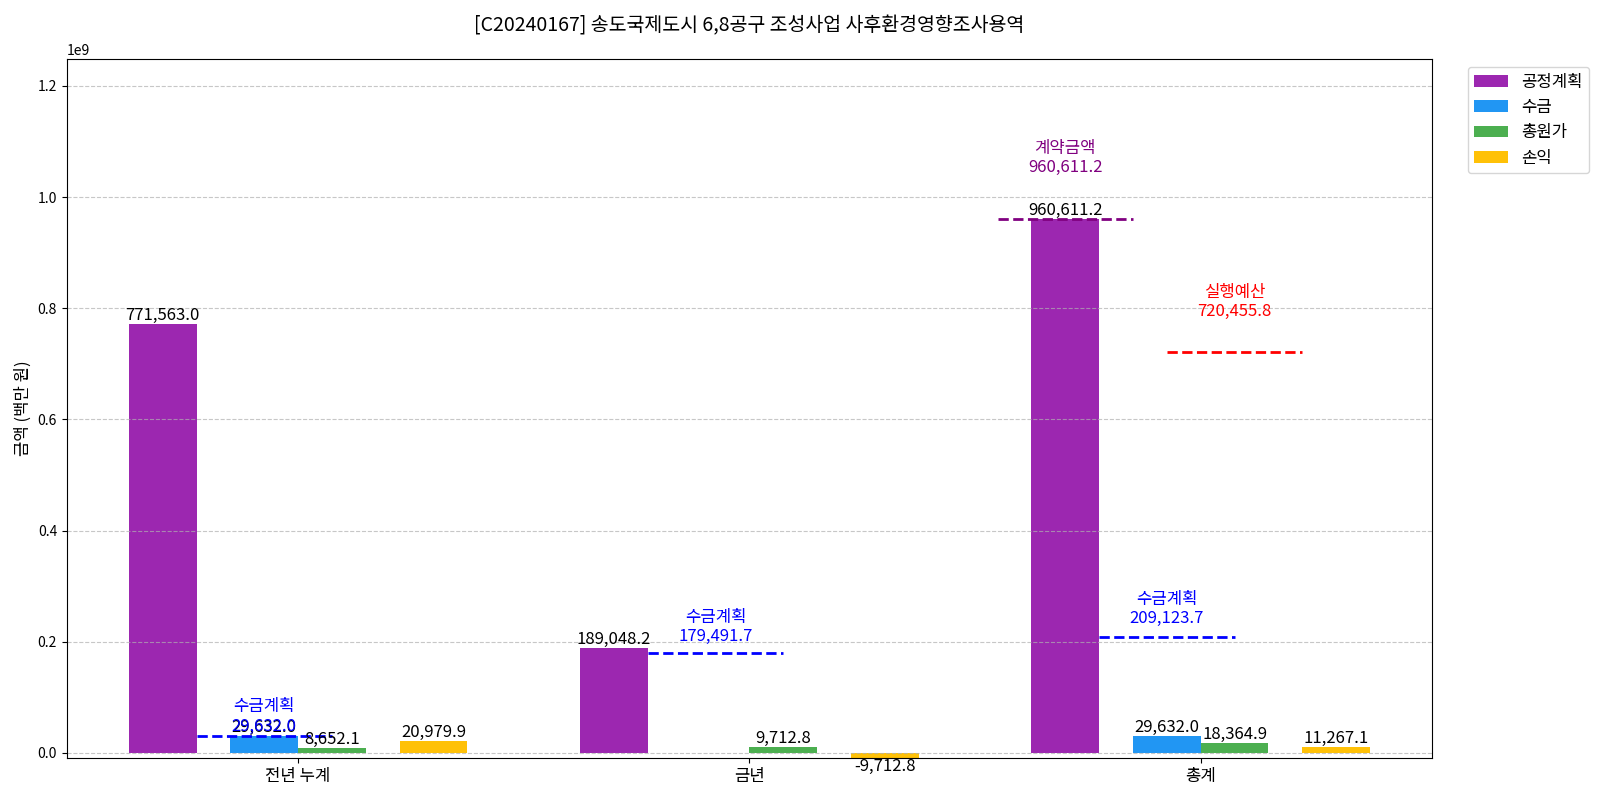 [C20240167] 송도국제도시 6,8공구 조성사업 사후환경영향조사용역
1e9
금액 (백만 원)
1.2
1.0
0.8
0.6
0.4
0.2
0.0
공정계획
수금
총원가
손익
계약금액
960,611.2
960,611.2
실행예산
720,455.8
771,563.0
수금계획
209,123.7
수금계획
179,491.7
189,048.2
수금계획
29,632.0
29,632.0
8,652.1
20,979.9
9,712.8
-9,712.8
29,632.0
18,364.9
11,267.1
전년 누계
금년
총계